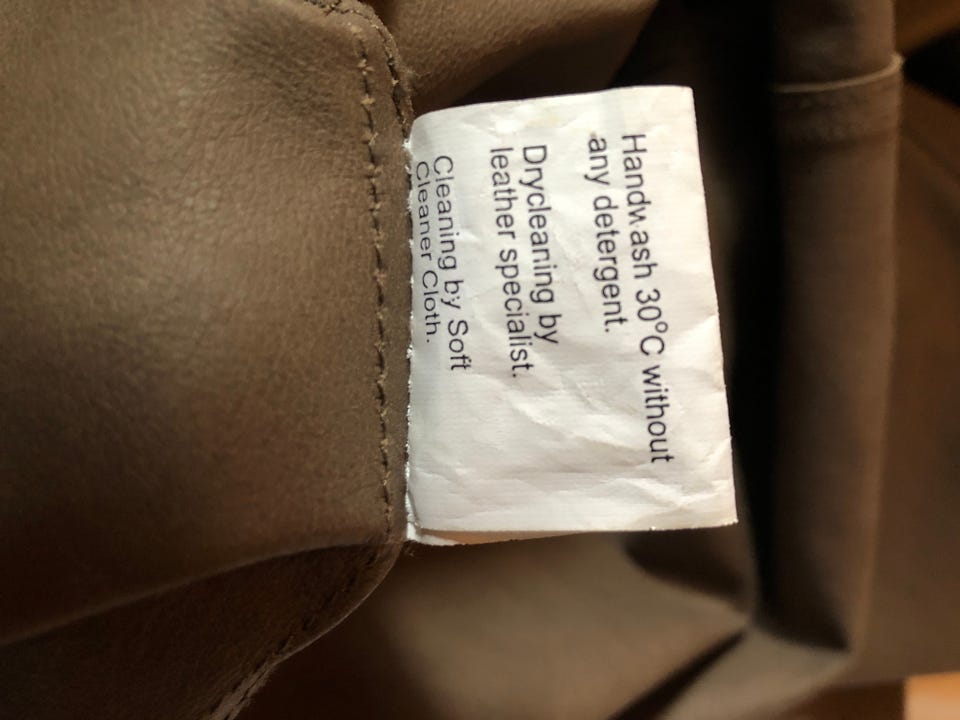 Handwash 30°C without
any detergent.
Drycleaning by
leather specialist.
Cleaning by Soft
Cleaner Cloth.